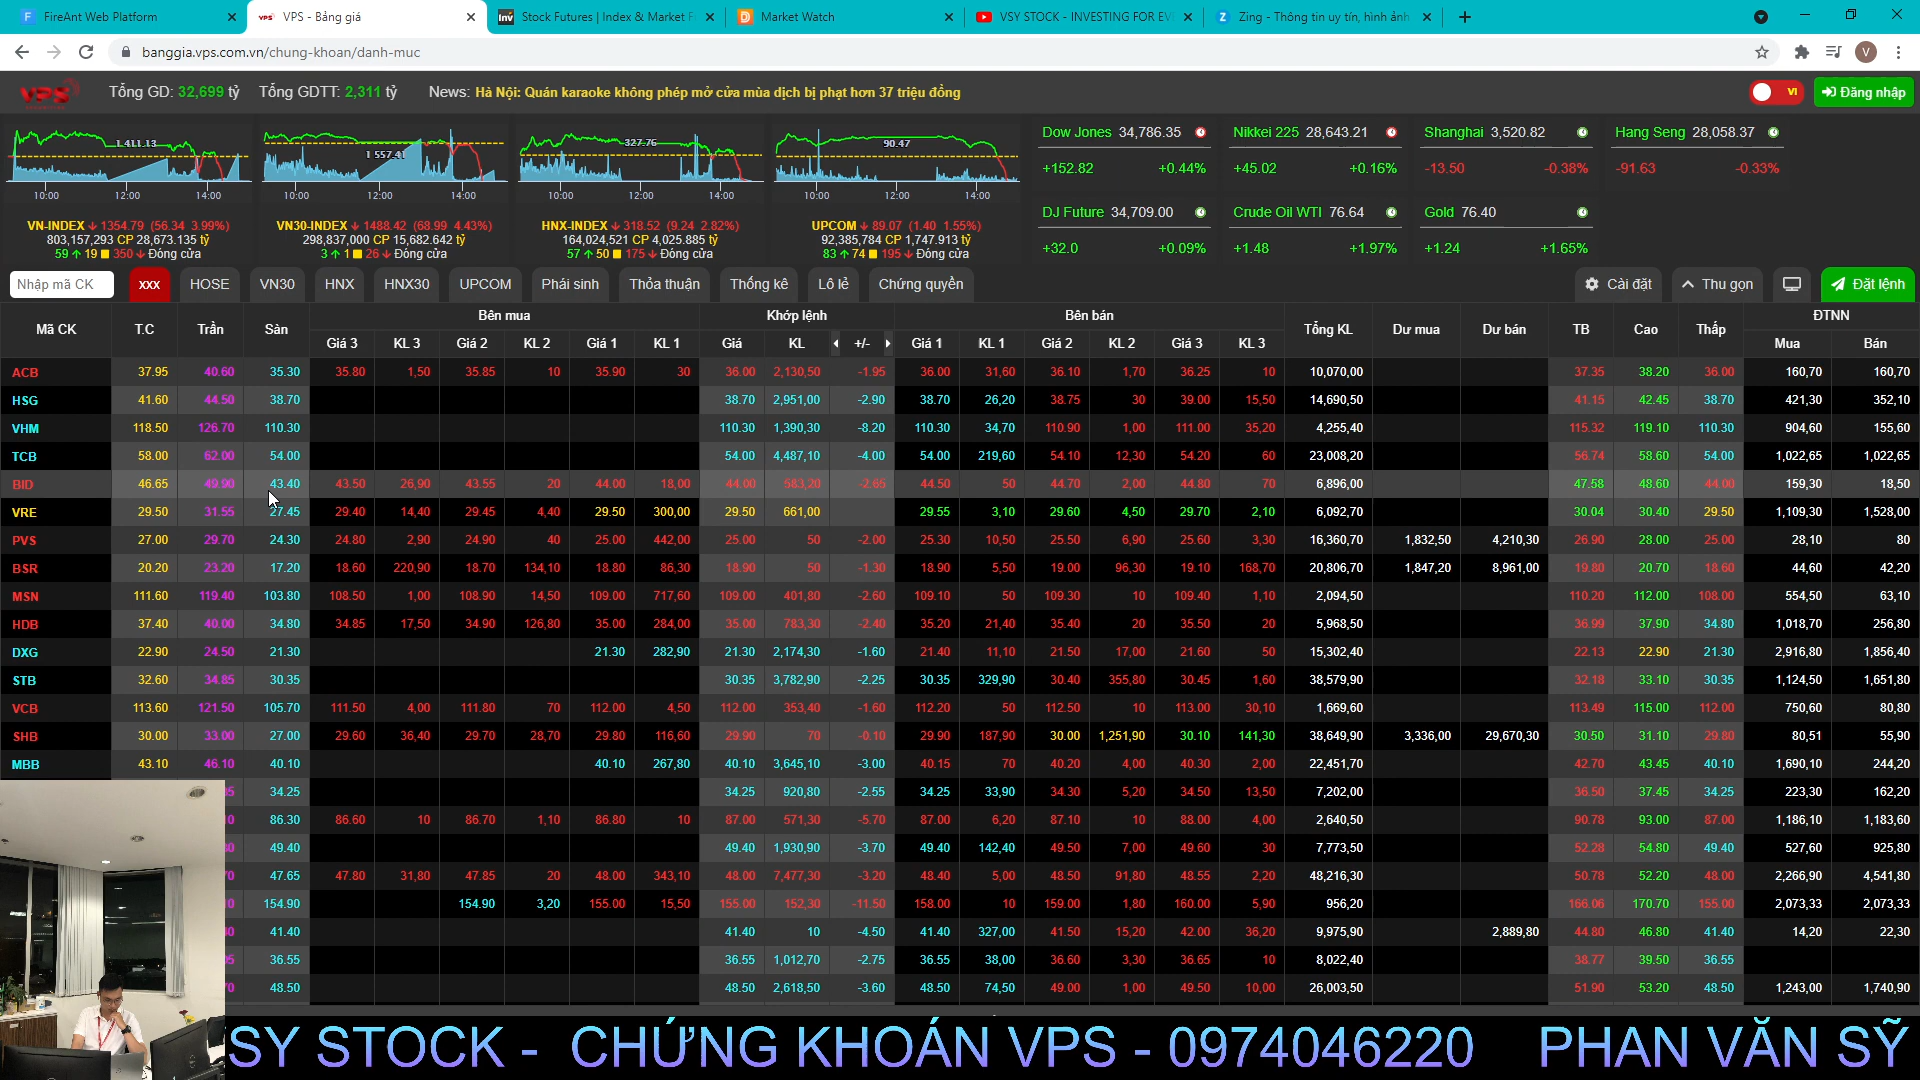 FireAnt Web Platform
VPS - Bảng giá
Stock Futures | Index & Market F
Market Watch
VSY STOCK - INVESTING FOR EV
Zing - Thông tin uy tín, hình ảnh
banggia.vps.com.vn/chung-khoan/danh-muc
VPS Tổng GD: 32,699 tỷ Tổng GDTT: 2,311 tỷ News: Hà Nội: Quán karaoke không phép mở cửa mùa dịch bị phạt hơn 37 triệu đồng VI Đăng nhập
1,411.13 1 557.41 327.76 90.47
10:00 12:00 14:00 10:00 12:00 14:00 10:00 12:00 14:00 10:00 12:00 14:00
VN-INDEX 1354.79 (56.34 3.99%)
803,157,293 CP 28,673.135 tỷ
59 19 350 Đóng cửa
VN30-INDEX 1488.42 (68.99 4.43%)
298,837,000 CP 15,682.642 tỷ
3 1 26 Đóng cửa
HNX-INDEX 318.52 (9.24 2.82%)
164,024,521 CP 4,025.885 tỷ
57 50 175 Đóng cửa
UPCOM 89.07 (1.40 1.55%)
92,385,784 CP 1,747.913 tỷ
83 74 195 Đóng cửa
Dow Jones 34,786.35 Nikkei 225 28,643.21 Shanghai 3,520.82 Hang Seng 28,058.37
+152.82 +0.44% +45.02 +0.16% -13.50 -0.38% -91.63 -0.33%
DJ Future 34,709.00 Crude Oil WTI 76.64 Gold 76.40
+32.0 +0.09% +1.48 +1.97% +1.24 +1.65%
Nhập mã CK XXX HOSE VN30 HNX HNX30 UPCOM Phái sinh Thỏa thuận Thống kê Lô lẻ Chứng quyền Cài đặt Thu gọn Đặt lệnh
Mã CK T.C Trần Sàn Bên mua Khớp lệnh Bên bán Tổng KL Dư mua Dư bán TB Cao Thấp ĐTNN
Giá 3 KL 3 Giá 2 KL 2 Giá 1 KL 1 Giá KL +/- Giá 1 KL 1 Giá 2 KL 2 Giá 3 KL 3 Mua Bán
ACB 37.95 40.60 35.30 35.80 1,50 35.85 10 35.90 30 36.00 2,130,50 -1.95 36.00 31,60 36.10 1,70 36.25 10 10,070,00 37.35 38.20 36.00 160,70 160,70
HSG 41.60 44.50 38.70 38.70 2,951,00 -2.90 38.70 26,20 38.75 30 39.00 15,50 14,690,50 41.15 42.45 38.70 421,30 352,10
VHM 118.50 126.70 110.30 110.30 1,390,30 -8.20 110.30 34,70 110.90 1,00 111.00 35,20 4,255,40 115.32 119.10 110.30 904,60 155,60
TCB 58.00 62.00 54.00 54.00 4,487,10 -4.00 54.00 219,60 54.10 12,30 54.20 60 23,008,20 56.74 58.60 54.00 1,022,65 1,022,65
BID 46.65 49.90 43.40 43.50 26,90 43.55 20 44.00 18,00 44.00 583,20 -2.65 44.50 50 44.70 2,00 44.80 70 6,896,00 47.58 48.60 44.00 159,30 18,50
VRE 29.50 31.55 27.45 29.40 14,40 29.45 4,40 29.50 300,00 29.50 661,00 29.55 3,10 29.60 4,50 29.70 2,10 6,092,70 30.04 30.40 29.50 1,109,30 1,528,00
PVS 27.00 29.70 24.30 24.80 2,90 24.90 40 25.00 442,00 25.00 50 -2.00 25.30 10,50 25.50 6,90 25.60 3,30 16,360,70 1,832,50 4,210,30 26.90 28.00 25.00 28,10 80
BSR 20.20 23.20 17.20 18.60 220,90 18.70 134,10 18.80 86,30 18.90 50 -1.30 18.90 5,50 19.00 96,30 19.10 168,70 20,806,70 1,847,20 8,961,00 19.80 20.70 18.60 44,60 42,20
MSN 111.60 119.40 103.80 108.50 1,00 108.90 14,50 109.00 717,60 109.00 401,80 -2.60 109.10 50 109.30 10 109.40 1,10 2,094,50 110.20 112.00 108.00 554,50 63,10
HDB 37.40 40.00 34.80 34.85 17,50 34.90 126,80 35.00 284,00 35.00 783,30 -2.40 35.20 21,40 35.40 20 35.50 20 5,968,50 36.99 37.90 34.80 1,018,70 256,80
DXG 22.90 24.50 21.30 21.30 282,90 21.30 2,174,30 -1.60 21.40 11,10 21.50 17,00 21.60 50 15,302,40 22.13 22.90 21.30 2,916,80 1,856,40
STB 32.60 34.85 30.35 30.35 3,782,90 -2.25 30.35 329,90 30.40 355,80 30.45 1,60 38,579,90 32.18 33.10 30.35 1,124,50 1,651,80
VCB 113.60 121.50 105.70 111.50 4,00 111.80 70 112.00 4,50 112.00 353,40 -1.60 112.20 50 112.50 10 113.00 30,10 1,669,60 113.49 115.00 112.00 750,60 80,80
SHB 30.00 33.00 27.00 29.60 36,40 29.70 28,70 29.80 116,60 29.90 70 -0.10 29.90 187,90 30.00 1,251,90 30.10 141,30 38,649,90 3,336,00 29,670,30 30.50 31.10 29.80 80,51 55,90
MBB 43.10 46.10 40.10 40.10 267,80 40.10 3,645,10 -3.00 40.15 70 40.20 4,00 40.30 2,00 22,451,70 42.70 43.45 40.10 1,690,10 244,20
34.25 34.25 920,80 -2.55 34.25 33,90 34.30 5,20 34.50 13,50 7,202,00 36.50 37.45 34.25 223,30 162,20
86.30 86.60 10 86.70 1,10 86.80 10 87.00 571,30 -5.70 87.00 6,20 87.10 10 88.00 4,00 2,640,50 90.78 93.00 87.00 1,186,10 1,183,60
49.40 49.40 1,930,90 -3.70 49.40 142,40 49.50 7,00 49.60 30 7,773,50 52.28 54.80 49.40 527,60 925,80
47.65 47.80 31,80 47.85 20 48.00 343,10 48.00 7,477,30 -3.20 48.40 5,00 48.50 91,80 48.55 2,20 48,216,30 50.78 52.20 48.00 2,266,90 4,541,80
154.90 154.90 3,20 155.00 15,50 155.00 152,30 -11.50 158.00 10 159.00 1,80 160.00 5,90 956,20 166.06 170.70 155.00 2,073,33 2,073,33
41.40 41.40 10 -4.50 41.40 327,00 41.50 15,20 42.00 36,20 9,975,90 2,889,80 44.80 46.80 41.40 14,20 22,30
36.55 36.55 1,012,70 -2.75 36.55 38,00 36.60 3,30 36.65 10 8,022,40 38.77 39.50 36.55
48.50 48.50 2,618,50 -3.60 48.50 74,50 49.00 1,00 49.50 10,00 26,003,50 51.90 53.20 48.50 1,243,00 1,740,90
SY STOCK - CHỨNG KHOÁN VPS - 0974046220 PHAN VĂN SỸ